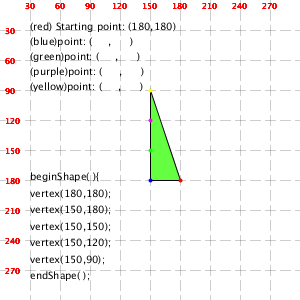 30 60 90 120 150 180 210 240 270
30
60
90
120
150
180
210
240
270
(red) Starting point: (180,180)
(blue)point: ( , )
(green)point: ( , )
(purple)point: ( , )
(yellow)point: ( , )
beginShape(){
vertex(180,180);
vertex(150,180);
vertex(150,150);
vertex(150,120);
vertex(150,90);
endShape();